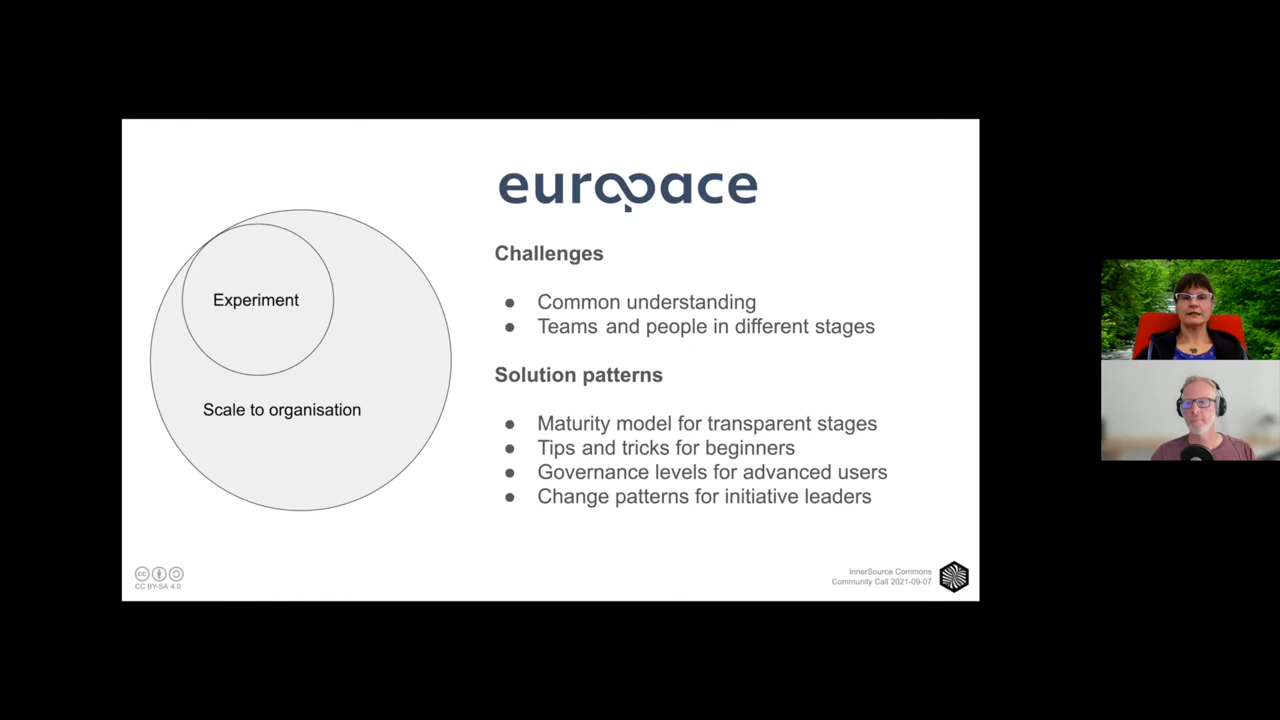 europace
Challenges
● Common understanding
● Teams and people in different stages
Experiment
Solution patterns
Scale to organisation
● Maturity model for transparent stages
● Tips and tricks for beginners
● Governance levels for advanced users
● Change patterns for initiative leaders
cc
CC BY-SA 4.0
InnerSource Commons
Community Call 2021-09-07